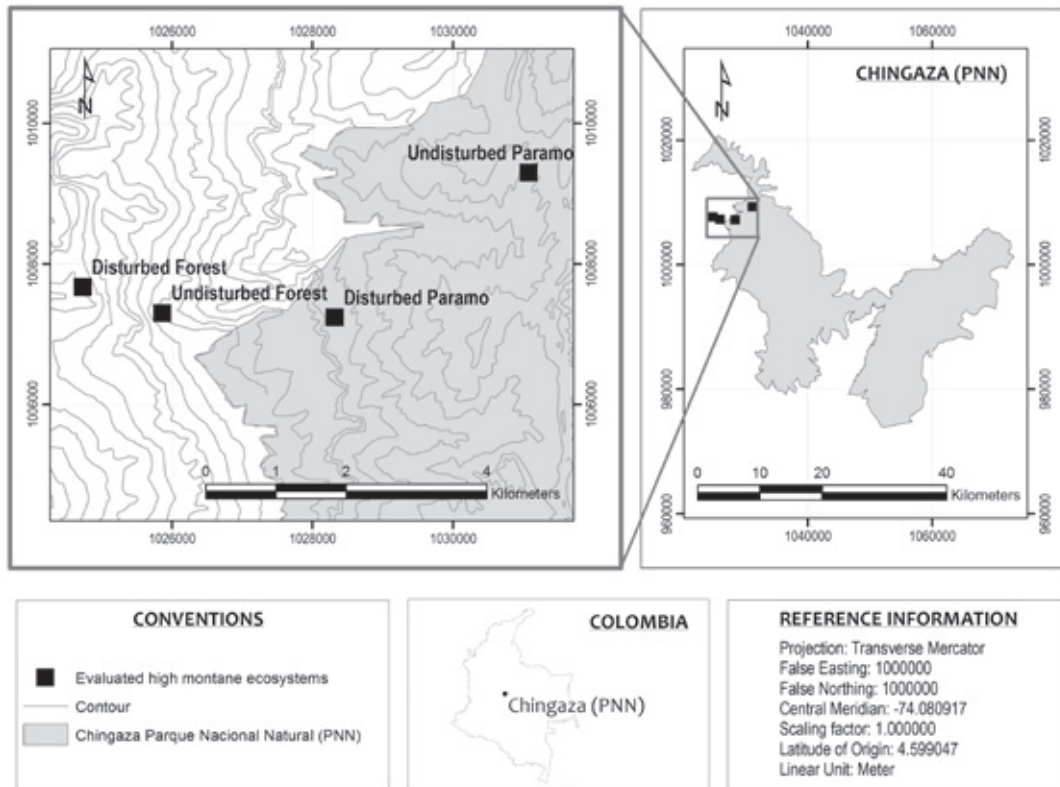 1026000 1028000 1030000
N
1010000
1010000
Undisturbed Paramo
1008000
1008000
Disturbed Forest
Undisturbed Forest
Disturbed Paramo
1006000
1006000
0 1 2 4
Kilometers
1026000 1028000 1030000
1040000 1060000
N
CHINGAZA (PNN)
1020000
1020000
1000000
1000000
980000
980000
0 10 20 40
Kilometers
960000
960000
1040000 1060000
CONVENTIONS
Evaluated high montane ecosystems
Contour
Chingaza Parque Nacional Natural (PNN)
COLOMBIA
Chingaza (PNN)
REFERENCE INFORMATION
Projection: Transverse Mercator
False Easting: 1000000
False Northing: 1000000
Central Meridian: -74.080917
Scaling factor: 1.000000
Latitude of Origin: 4.599047
Linear Unit: Meter